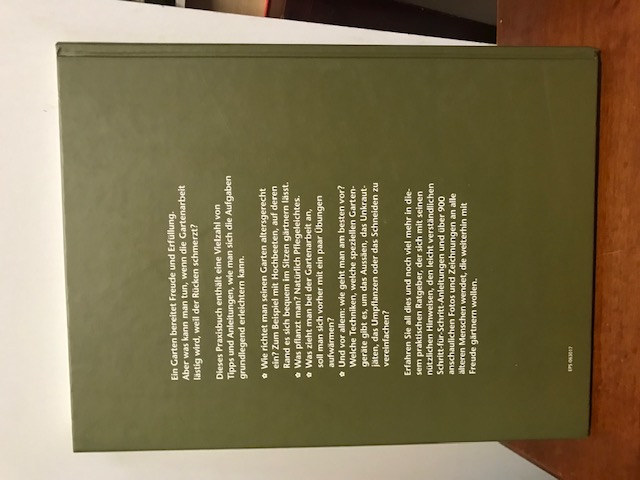 Ein Garten bereitet Freude und Erfüllung.
Aber was kann man tun, wenn die Gartenarbeit
lästig wird, weil der Rücken schmerzt?
Dieses Praxisbuch enthält eine Vielzahl von
Tipps und Anleitungen, wie man sich die Aufgaben
grundlegend erleichtern kann.
✿ Wie richtet man seinen Garten altersgerecht
ein? Zum Beispiel mit Hochbeeten, auf deren
Rand es sich bequem im Sitzen gärtnern lässt.
✿ Was pflanzt man? Natürlich Pflegeleichtes.
✿ Was zieht man bei der Gartenarbeit an,
soll man sich vorher mit ein paar Übungen
aufwärmen?
✿ Und vor allem: wie geht man am besten vor?
Welche Techniken, welche speziellen Garten-
geräte gibt es, um das Aussäen, das Unkraut-
jäten, das Umpflanzen oder das Schneiden zu
vereinfachen?
Erfahren Sie all dies und noch viel mehr in die-
sem praktischen Ratgeber, der sich mit seinen
nützlichen Hinweisen, den leicht verständlichen
Schritt-für-Schritt-Anleitungen und über 900
anschaulichen Fotos und Zeichnungen an alle
älteren Menschen wendet, die weiterhin mit
Freude gärtnern wollen.